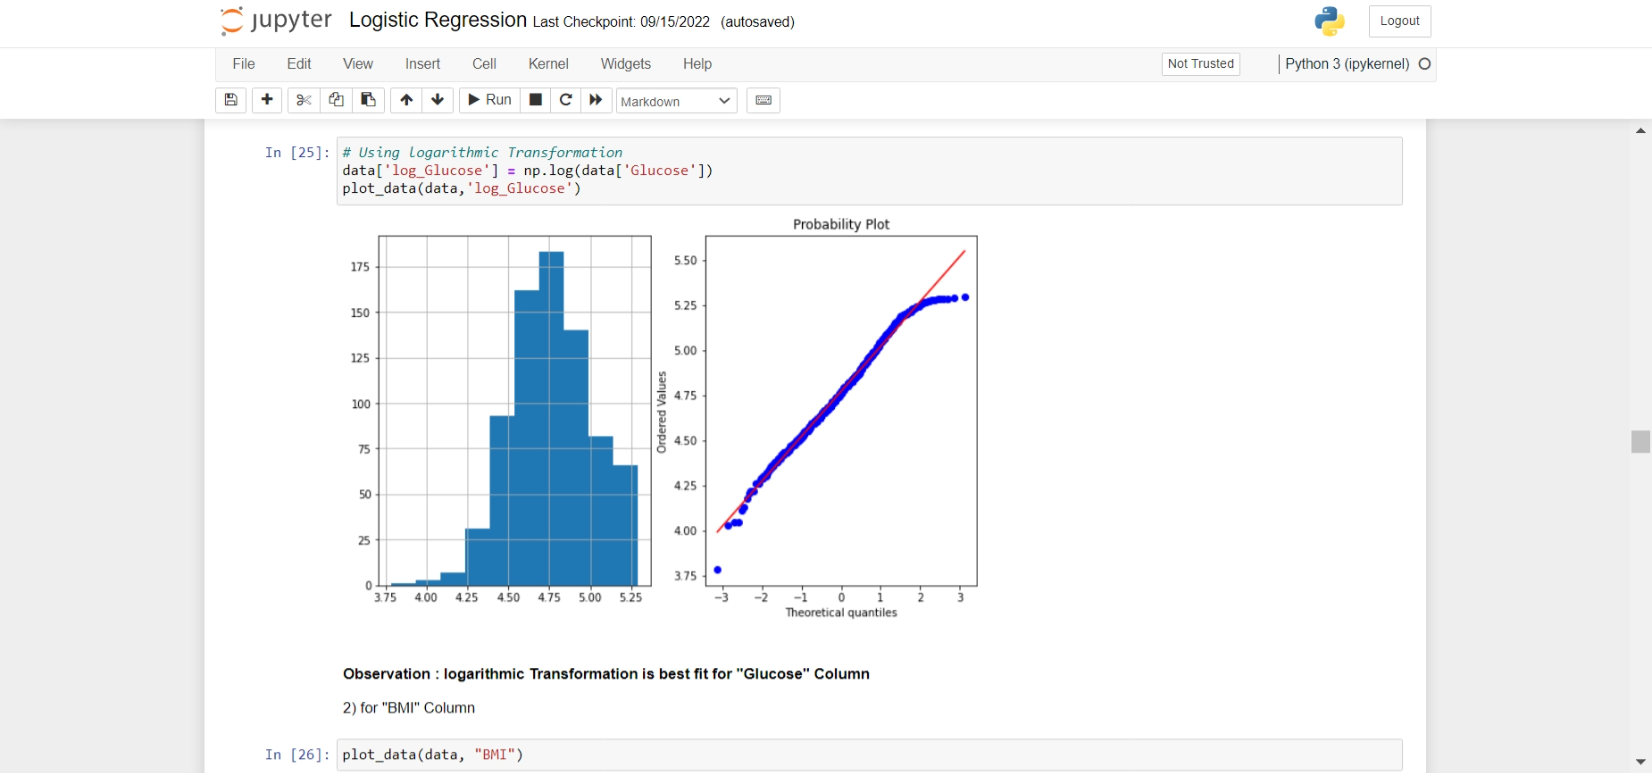 jupyter Logistic Regression Last Checkpoint: 09/15/2022 (autosaved) Logout
File Edit View Insert Cell Kernel Widgets Help Not Trusted Python 3 (ipykernel)
Run Markdown
In [25]: # Using logarithmic Transformation
data['log_Glucose'] = np.log(data['Glucose'])
plot_data(data,'log_Glucose')
175
150
125
100
75
50
25
0
3.75 4.00 4.25 4.50 4.75 5.00 5.25
Probability Plot
Ordered Values
5.50
5.25
5.00
4.75
4.50
4.25
4.00
3.75
−3 −2 −1 0 1 2 3
Theoretical quantiles
Observation : logarithmic Transformation is best fit for "Glucose" Column
2) for "BMI" Column
In [26]: plot_data(data, "BMI")